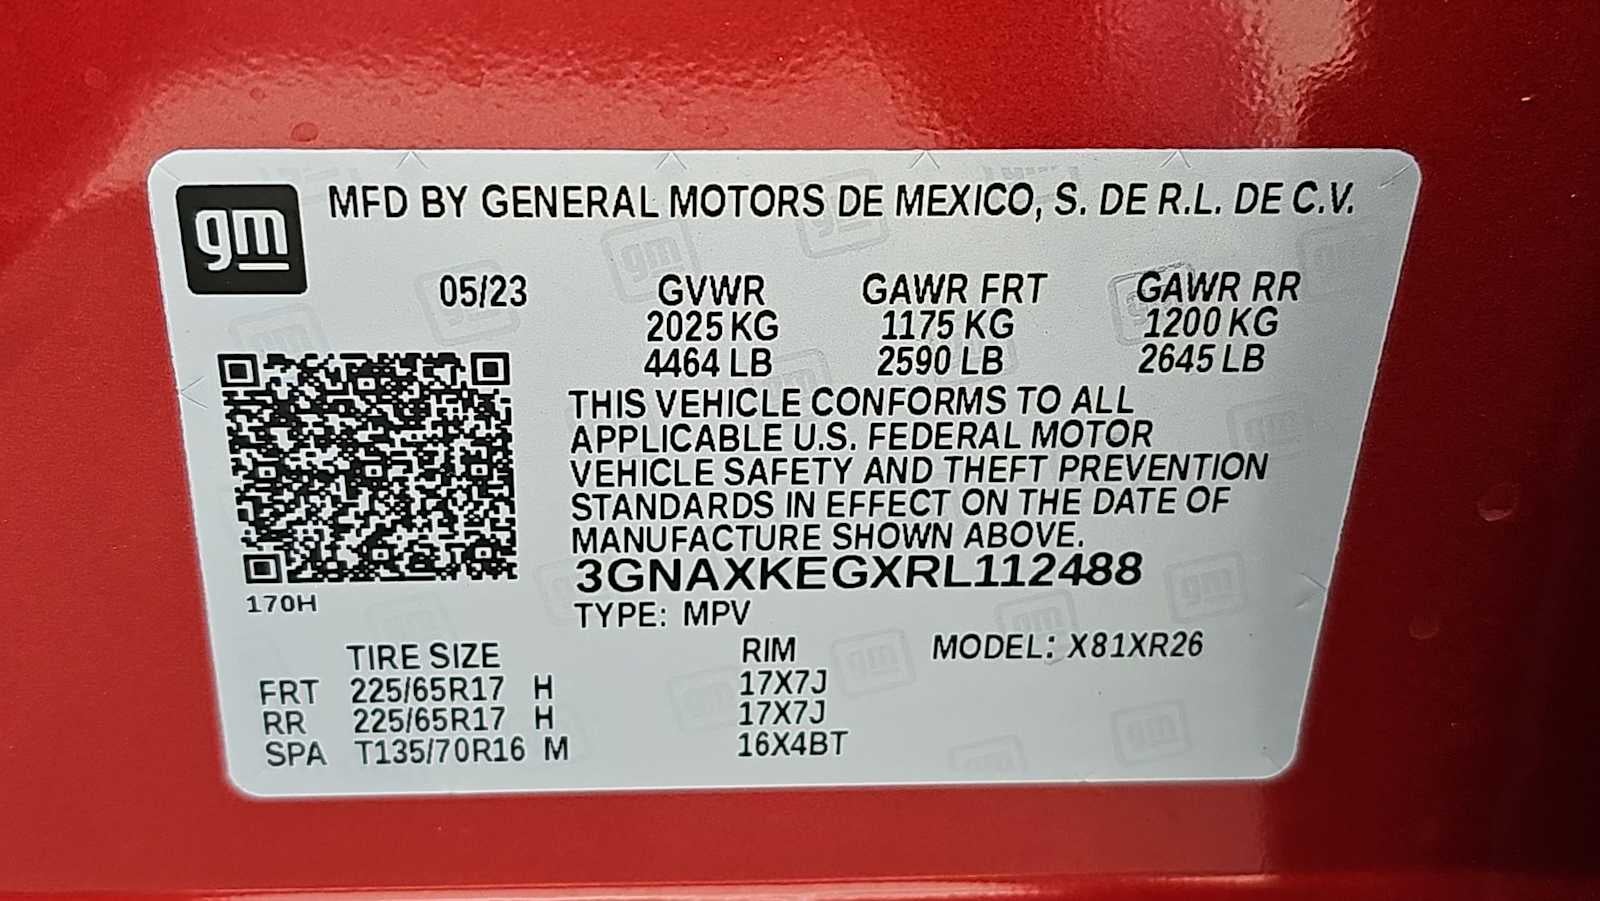 gm MFD BY GENERAL MOTORS DE MEXICO, S. DE R.L. DE C.V.
05/23 GVWR GAWR FRT GAWR RR
2025 KG 1175 KG 1200 KG
4464 LB 2590 LB 2645 LB
THIS VEHICLE CONFORMS TO ALL
APPLICABLE U.S. FEDERAL MOTOR
VEHICLE SAFETY AND THEFT PREVENTION
STANDARDS IN EFFECT ON THE DATE OF
MANUFACTURE SHOWN ABOVE.
3GNAXKEGXRL112488
170H
TYPE: MPV
TIRE SIZE RIM MODEL: X81XR26
FRT 225/65R17 H 17X7J
RR 225/65R17 H 17X7J
SPA T135/70R16 M 16X4BT